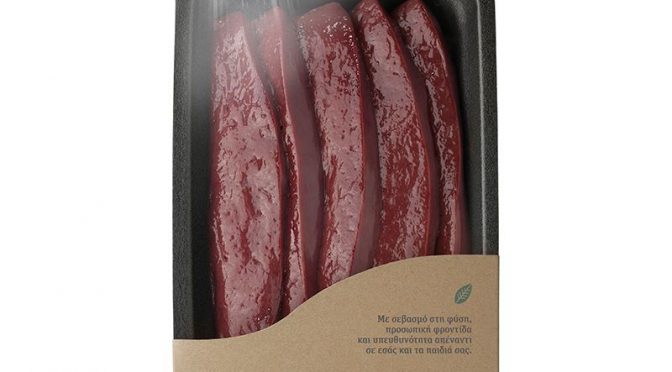 Με σεβασμό στη φύση,
προσωπική φροντίδα
και υπευθυνότητα απέναντι
σε εσάς και τα παιδιά σας.